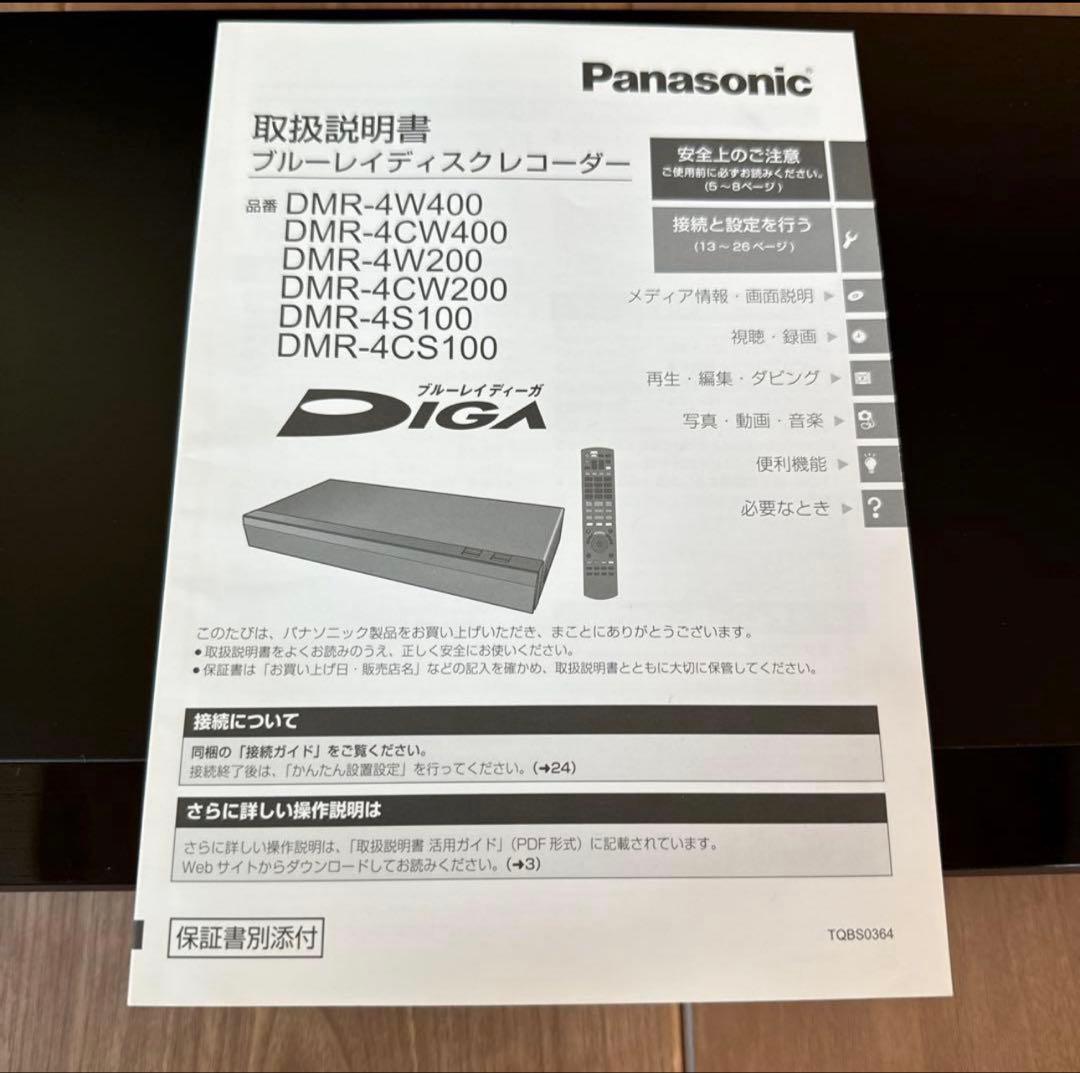 Panasonic®
取扱説明書
ブルーレイディスクレコーダー
品番 DMR-4W400
DMR-4CW400
DMR-4W200
DMR-4CW200
DMR-4S100
DMR-4CS100
ブルーレイディーガ
DIGA
安全上のご注意
ご使用前に必ずお読みください。
(5～8ページ)
接続と設定を行う
(13～26ページ)
メディア情報・画面説明 ▶
視聴・録画 ▶
再生・編集・ダビング ▶
写真・動画・音楽 ▶
便利機能 ▶
必要なとき ▶ ?
このたびは、パナソニック製品をお買い上げいただき、まことにありがとうございます。
●取扱説明書をよくお読みのうえ、正しく安全にお使いください。
●保証書は「お買い上げ日・販売店名」などの記入を確かめ、取扱説明書とともに大切に保管してください。
接続について
同梱の「接続ガイド」をご覧ください。
接続終了後は、「かんたん設置設定」を行ってください。(➔24)
さらに詳しい操作説明は
さらに詳しい操作説明は、「取扱説明書 活用ガイド」(PDF形式)に記載されています。
Webサイトからダウンロードしてお読みください。(➔3)
保証書別添付
TQBS0364